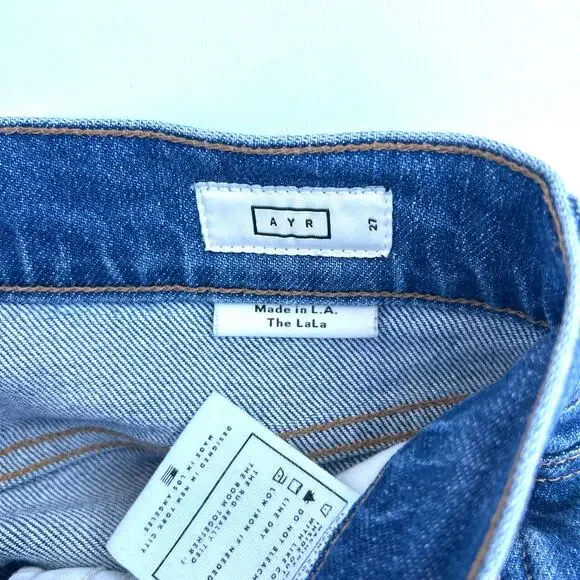 AYR
27
Made in L.A.
The LaLa
DESIGNED IN NEW YORK CITY
MADE IN LOS ANGELES
THE RUG REALLY TIED
THE ROOM TOGETHER
DO NOT BLEACH
LINE DRY
LOW IRON IF NEEDED